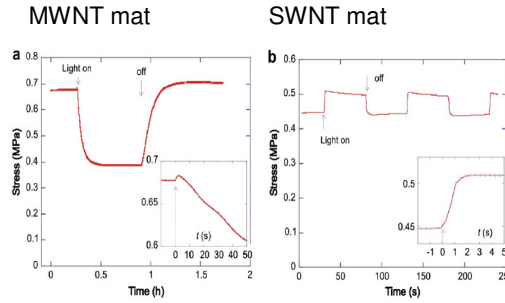 MWNT mat
SWNT mat
a
0.8
0.7
0.6
0.5
0.4
0.3
0.2
0.1
0
Stress (MPa)
Light on
off
0.68
0.65
0.6
t (s)
0 10 20 30 40 50
0 0.5 1 1.5 2
Time (h)
b
0.6
0.5
0.4
0.3
0.2
0.1
0
Stress (MPa)
off
Light on
0.5
0.45
t (s)
-1 0 1 2 3 4 5
0 50 100 150 200 250
Time (s)